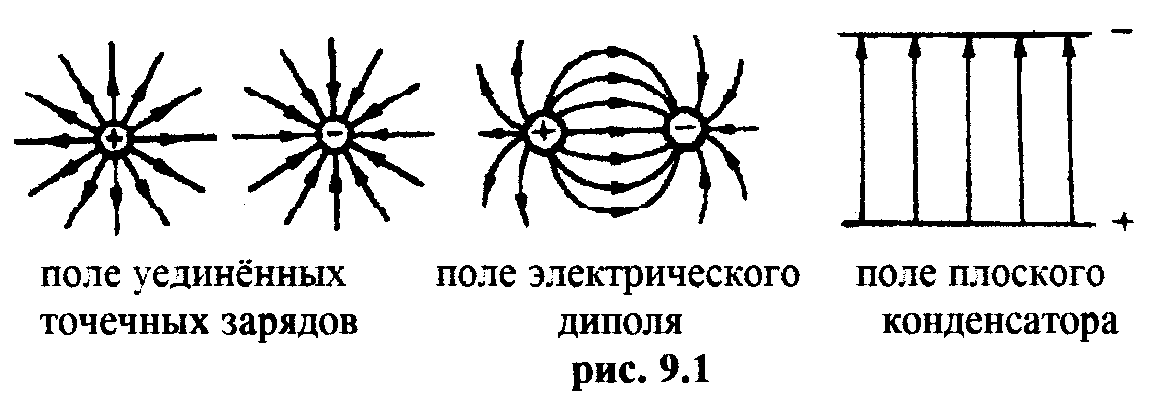 +
−
+
−
−
+
поле уединённых
точечных зарядов
поле электрического
диполя
поле плоского
конденсатора
рис. 9.1